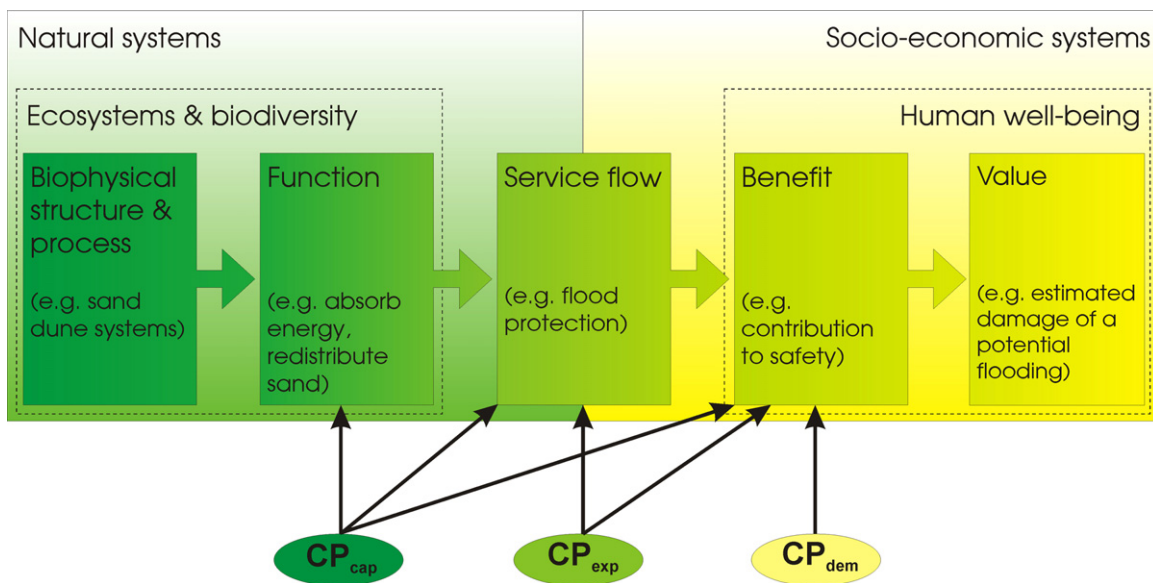 Natural systems
Socio-economic systems
Ecosystems & biodiversity
Human well-being
Biophysical
structure &
process
(e.g. sand
dune systems)
Function
(e.g. absorb
energy,
redistribute
sand)
Service flow
(e.g. flood
protection)
Benefit
(e.g.
contribution
to safety)
Value
(e.g. estimated
damage of a
potential
flooding)
CPcap
CPexp
CPdem